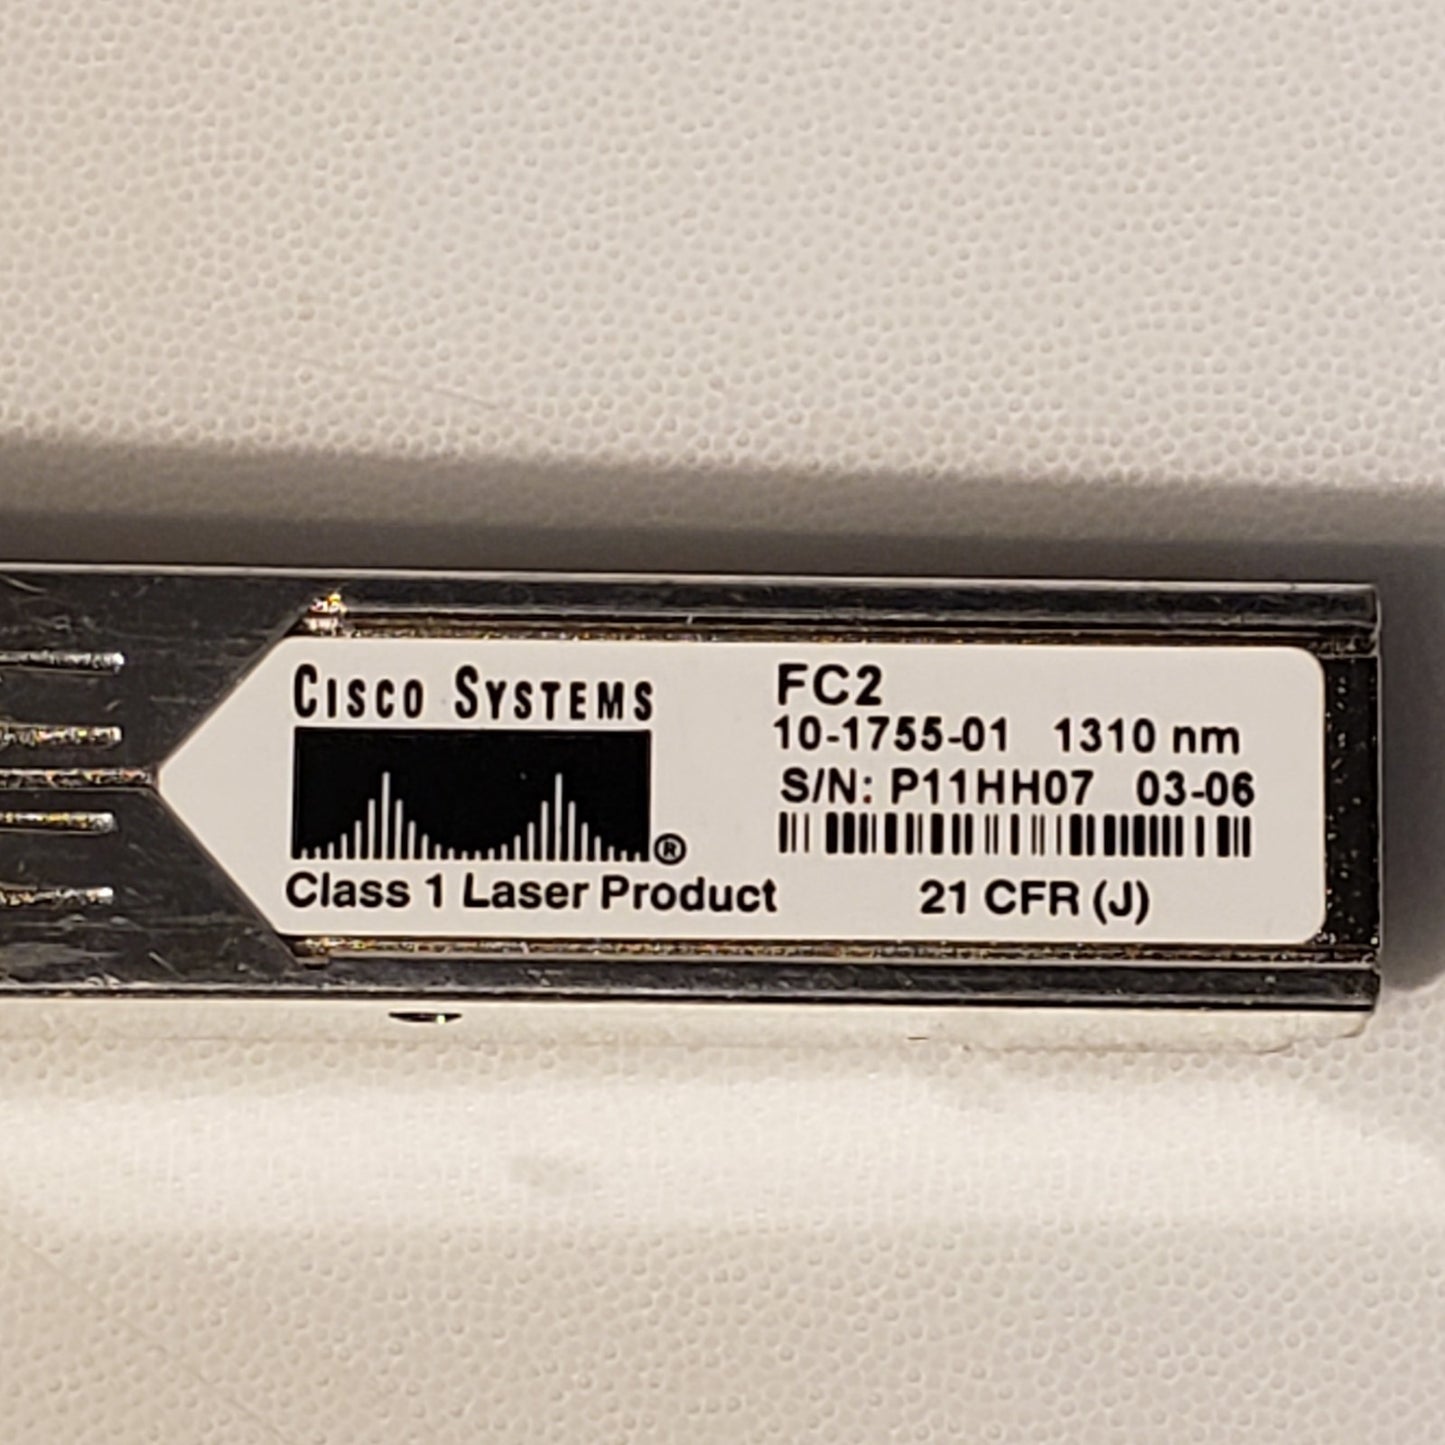 CISCO SYSTEMS
®
Class 1 Laser Product
FC2
10-1755-01 1310 nm
S/N: P11HH07 03-06
21 CFR (J)